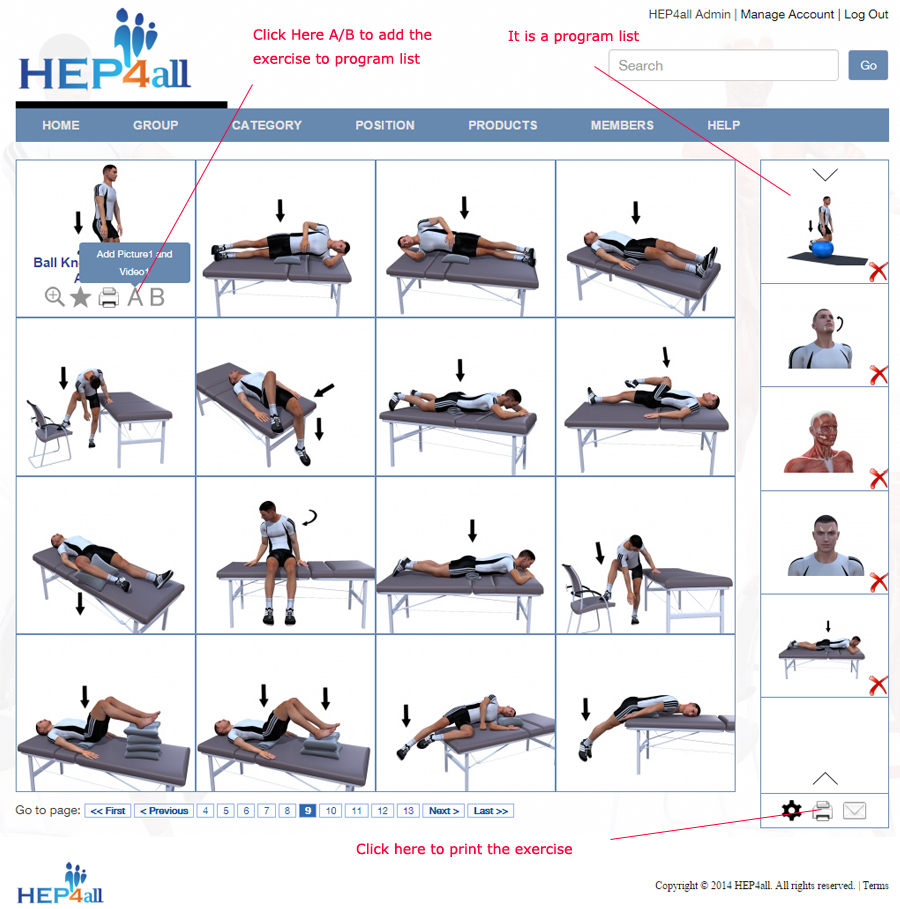 HEP4all
Click Here A/B to add the
exercise to program list
It is a program list
HEP4all Admin | Manage Account | Log Out
Search
Go
HOME GROUP CATEGORY POSITION PRODUCTS MEMBERS HELP
Ball Kn
Add Picture1 and
Video1
A B
Go to page: << First < Previous 4 5 6 7 8 9 10 11 12 13 Next > Last >>
Click here to print the exercise
HEP4all
Copyright © 2014 HEP4all. All rights reserved. | Terms